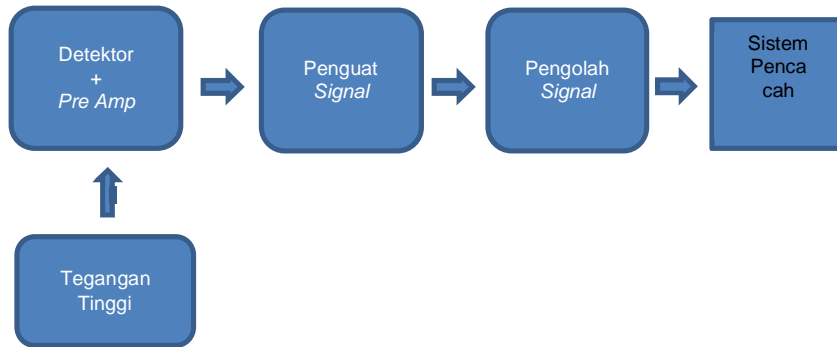 Detektor
+
Pre Amp
Penguat
Signal
Pengolah
Signal
Sistem
Penca
cah
Tegangan
Tinggi